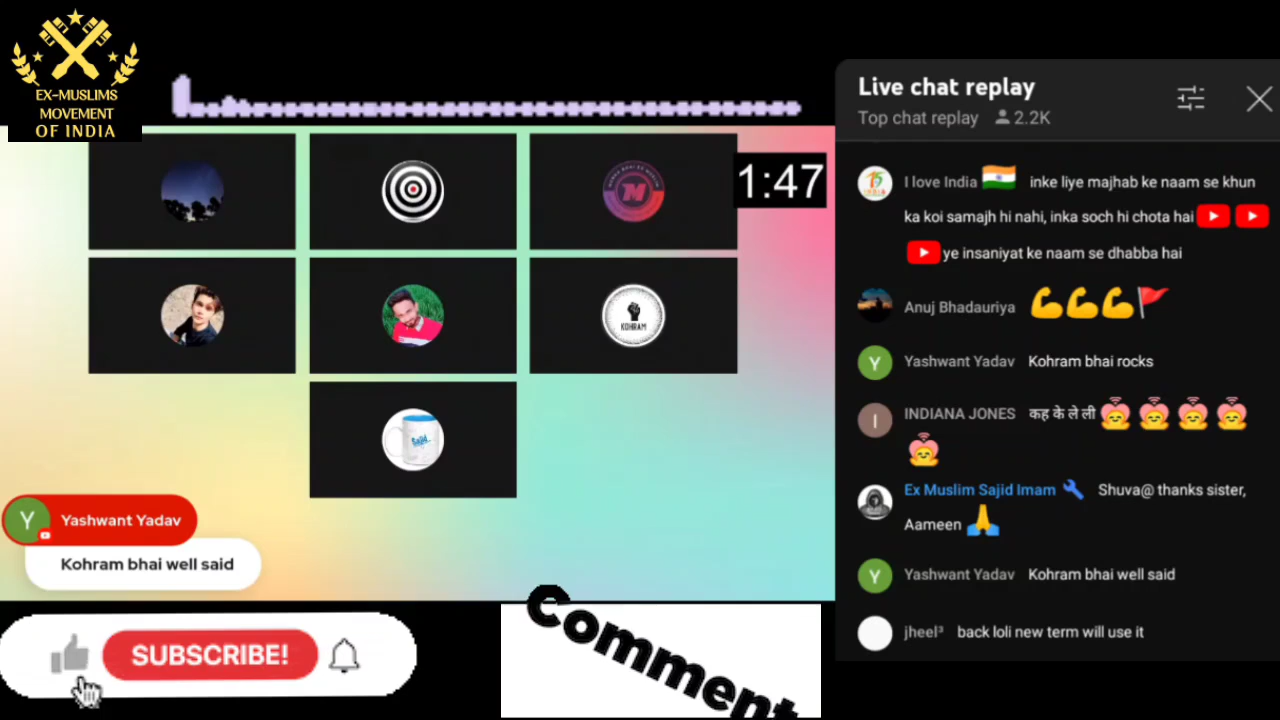 EX-MUSLIMS
MOVEMENT
OF INDIA
1:47
N
KOHRAM
Sajid
Y Yashwant Yadav
Kohram bhai well said
SUBSCRIBE!
Comment
Live chat replay
Top chat replay 2.2K
I love India 🇮🇳 inke liye majhab ke naam se khun
ka koi samajh hi nahi, inka soch hi chota hai
ye insaniyat ke naam se dhabba hai
Anuj Bhadauriya 💪💪💪🚩
Y Yashwant Yadav Kohram bhai rocks
I INDIANA JONES कह के ले ली
Ex Muslim Sajid Imam 🔧 Shuva@ thanks sister,
Aameen 🙏
Y Yashwant Yadav Kohram bhai well said
jheel³ back loli new term will use it